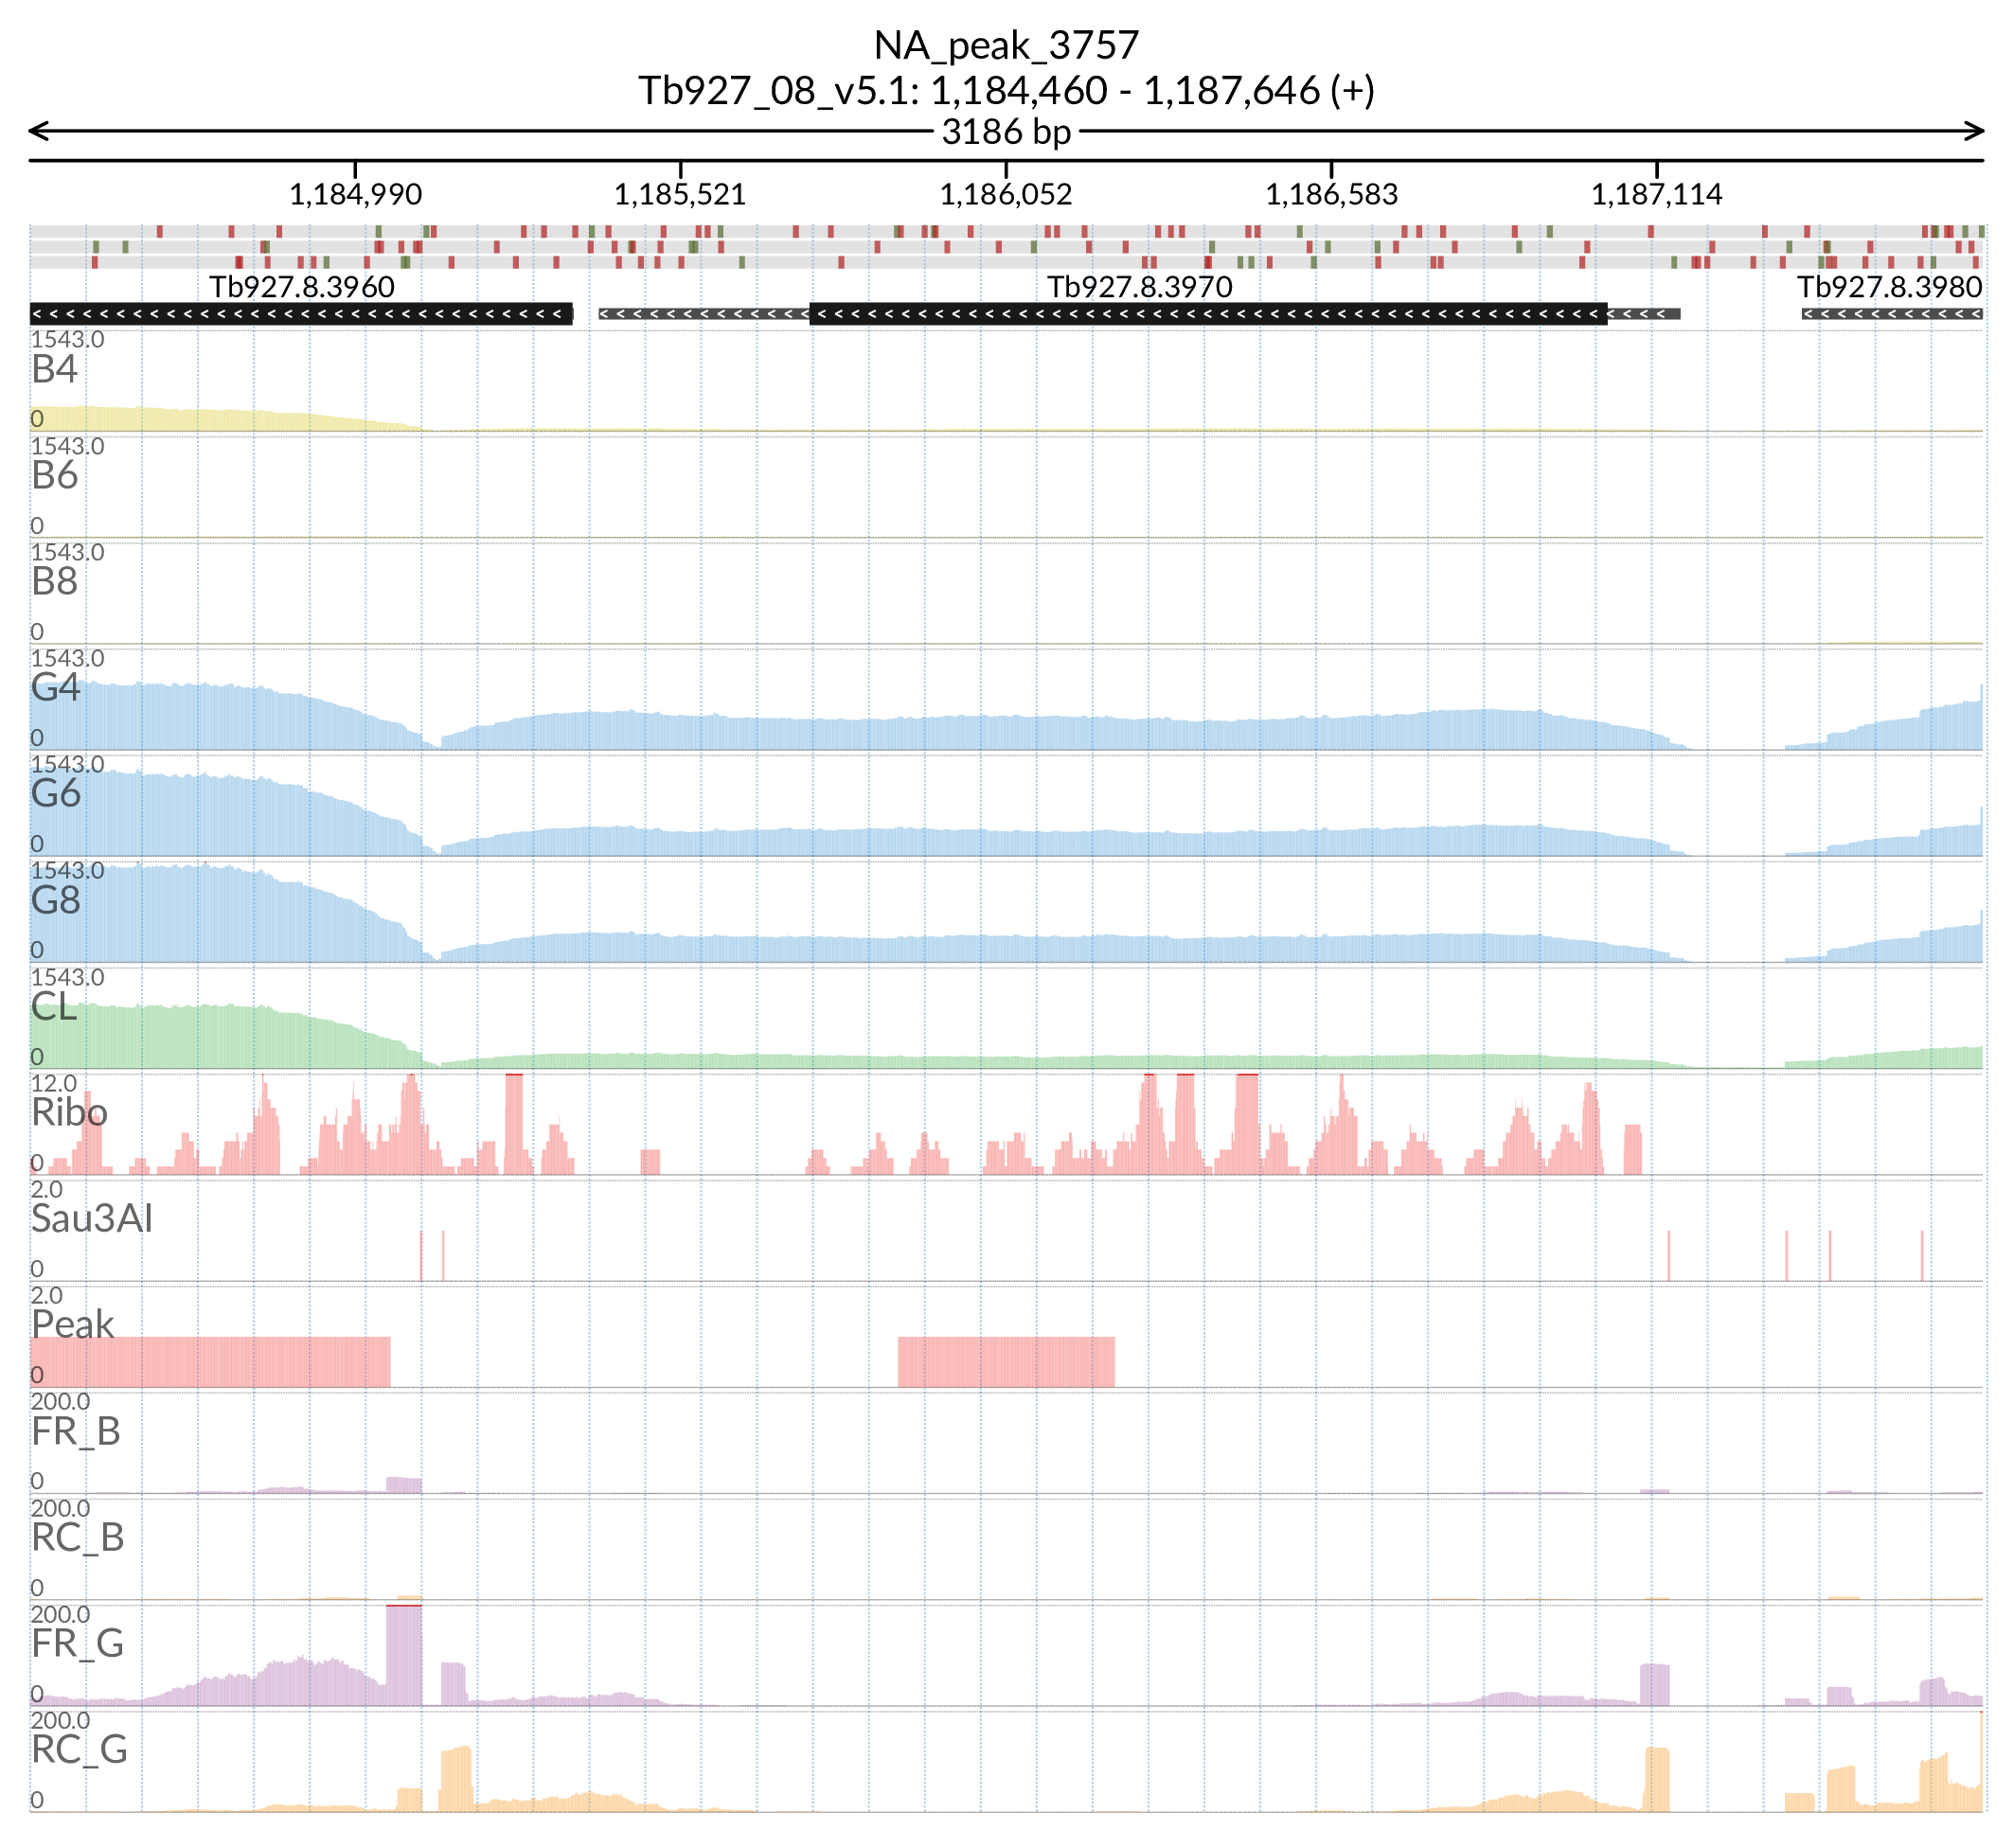 NA_peak_3757
Tb927_08_v5.1: 1,184,460 - 1,187,646 (+)
3186 bp
1,184,990 1,185,521 1,186,052 1,186,583 1,187,114
Tb927.8.3960 Tb927.8.3970 Tb927.8.3980
1543.0
B4
0
1543.0
B6
0
1543.0
B8
0
1543.0
G4
0
1543.0
G6
0
1543.0
G8
0
1543.0
CL
0
12.0
Ribo
0
2.0
Sau3AI
0
2.0
Peak
0
200.0
FR_B
0
200.0
RC_B
0
200.0
FR_G
0
200.0
RC_G
0